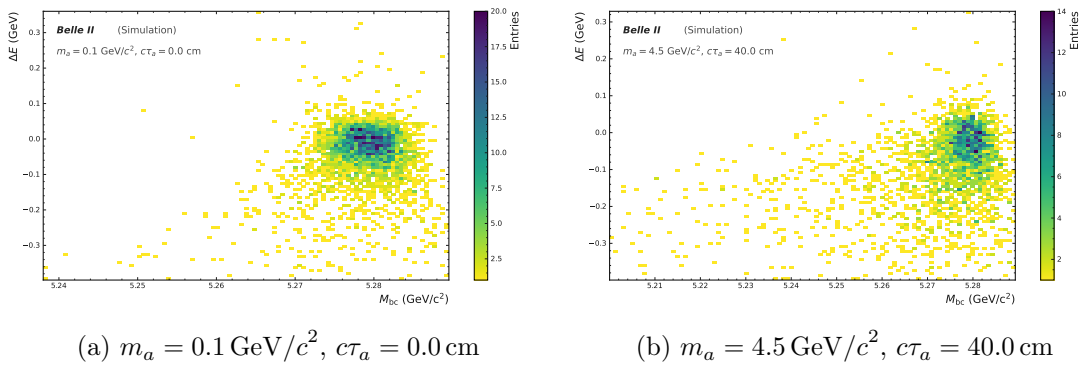 Belle II (Simulation)
m_a = 0.1 GeV/c², cτ_a = 0.0 cm
ΔE (GeV)
0.3
0.2
0.1
0.0
−0.1
−0.2
−0.3
5.24 5.25 5.26 5.27 5.28
M_bc (GeV/c²)
Entries
20.0
17.5
15.0
12.5
10.0
7.5
5.0
2.5
(a) m_a = 0.1 GeV/c², cτ_a = 0.0 cm
Belle II (Simulation)
m_a = 4.5 GeV/c², cτ_a = 40.0 cm
ΔE (GeV)
0.3
0.2
0.1
0.0
−0.1
−0.2
−0.3
5.21 5.22 5.23 5.24 5.25 5.26 5.27 5.28
M_bc (GeV/c²)
Entries
14
12
10
8
6
4
2
(b) m_a = 4.5 GeV/c², cτ_a = 40.0 cm